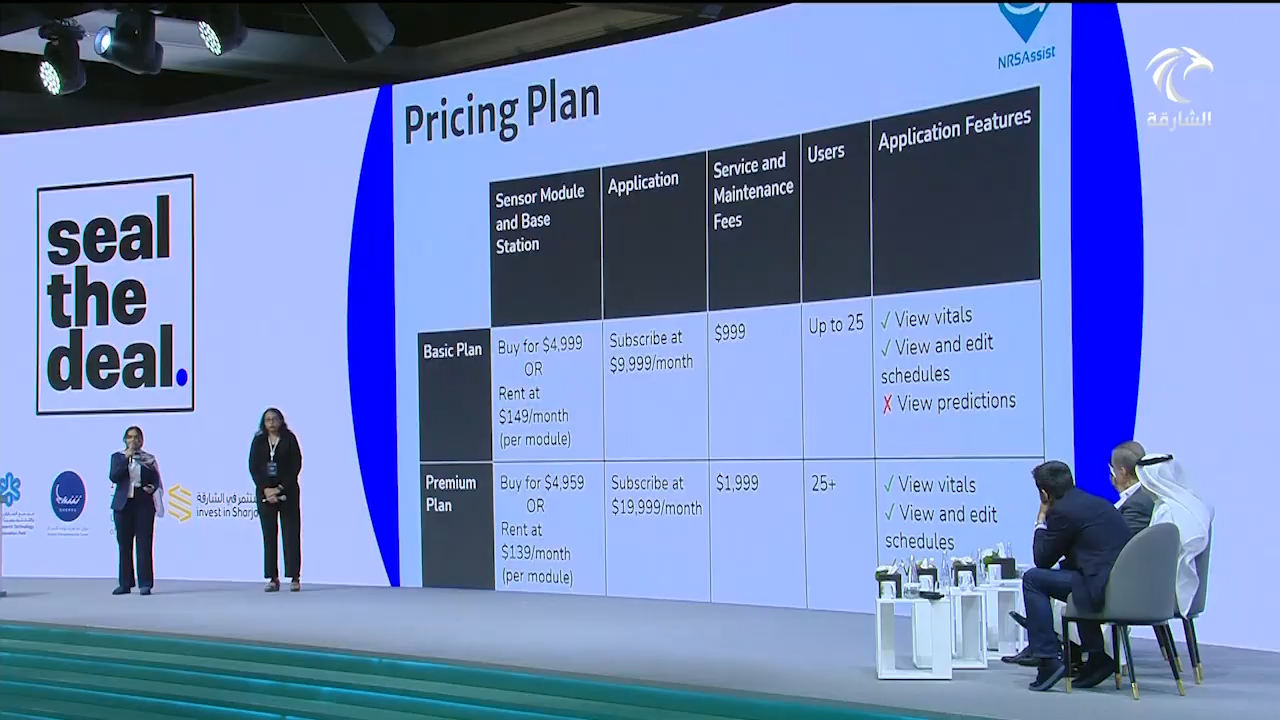 NRSAssist
الشارقة
Pricing Plan
Sensor Module
and Base
Station
Application
Service and
Maintenance
Fees
Users
Application Features
Basic Plan
Buy for $4,999
OR
Rent at
$149/month
(per module)
Subscribe at
$9,999/month
$999
Up to 25
✓ View vitals
✓ View and edit
schedules
✗ View predictions
Premium
Plan
Buy for $4,959
OR
Rent at
$139/month
(per module)
Subscribe at
$19,999/month
$1,999
25+
✓ View vitals
✓ View and edit
schedules
seal
the
deal.
invest in Sharj